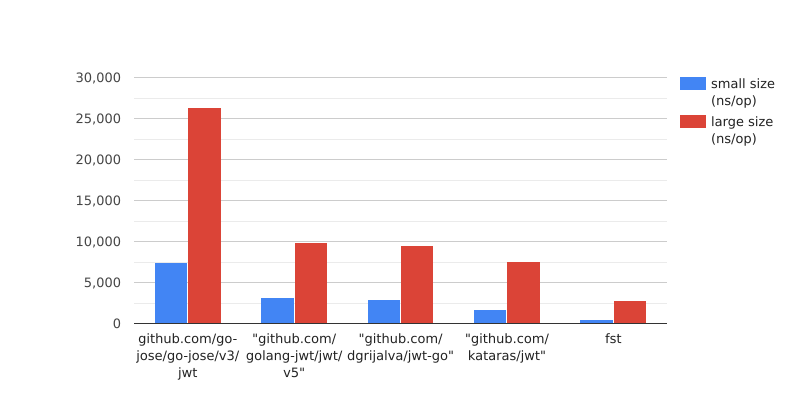 30,000
25,000
20,000
15,000
10,000
5,000
0
small size
(ns/op)
large size
(ns/op)
github.com/go-
jose/go-jose/v3/
jwt
"github.com/
golang-jwt/jwt/
v5"
"github.com/
dgrijalva/jwt-go"
"github.com/
kataras/jwt"
fst